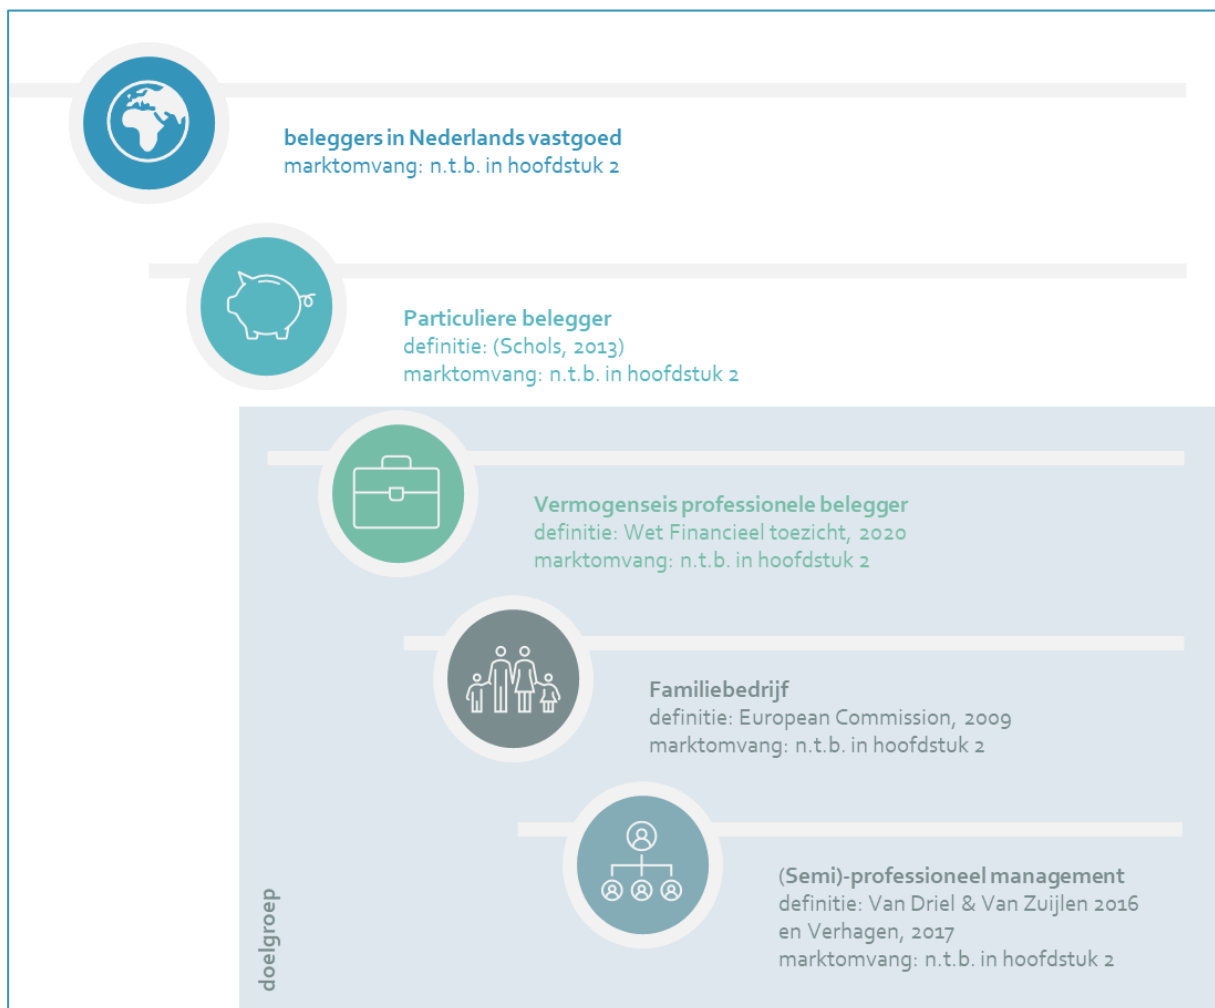 beleggers in Nederlands vastgoed
marktomvang: n.t.b. in hoofdstuk 2
Particuliere belegger
definitie: (Schols, 2013)
marktomvang: n.t.b. in hoofdstuk 2
Vermogenseis professionele belegger
definitie: Wet Financieel toezicht, 2020
marktomvang: n.t.b. in hoofdstuk 2
Familiebedrijf
definitie: European Commission, 2009
marktomvang: n.t.b. in hoofdstuk 2
(Semi)-professioneel management
definitie: Van Driel & Van Zuijlen 2016
en Verhagen, 2017
marktomvang: n.t.b. in hoofdstuk 2
doelgroep